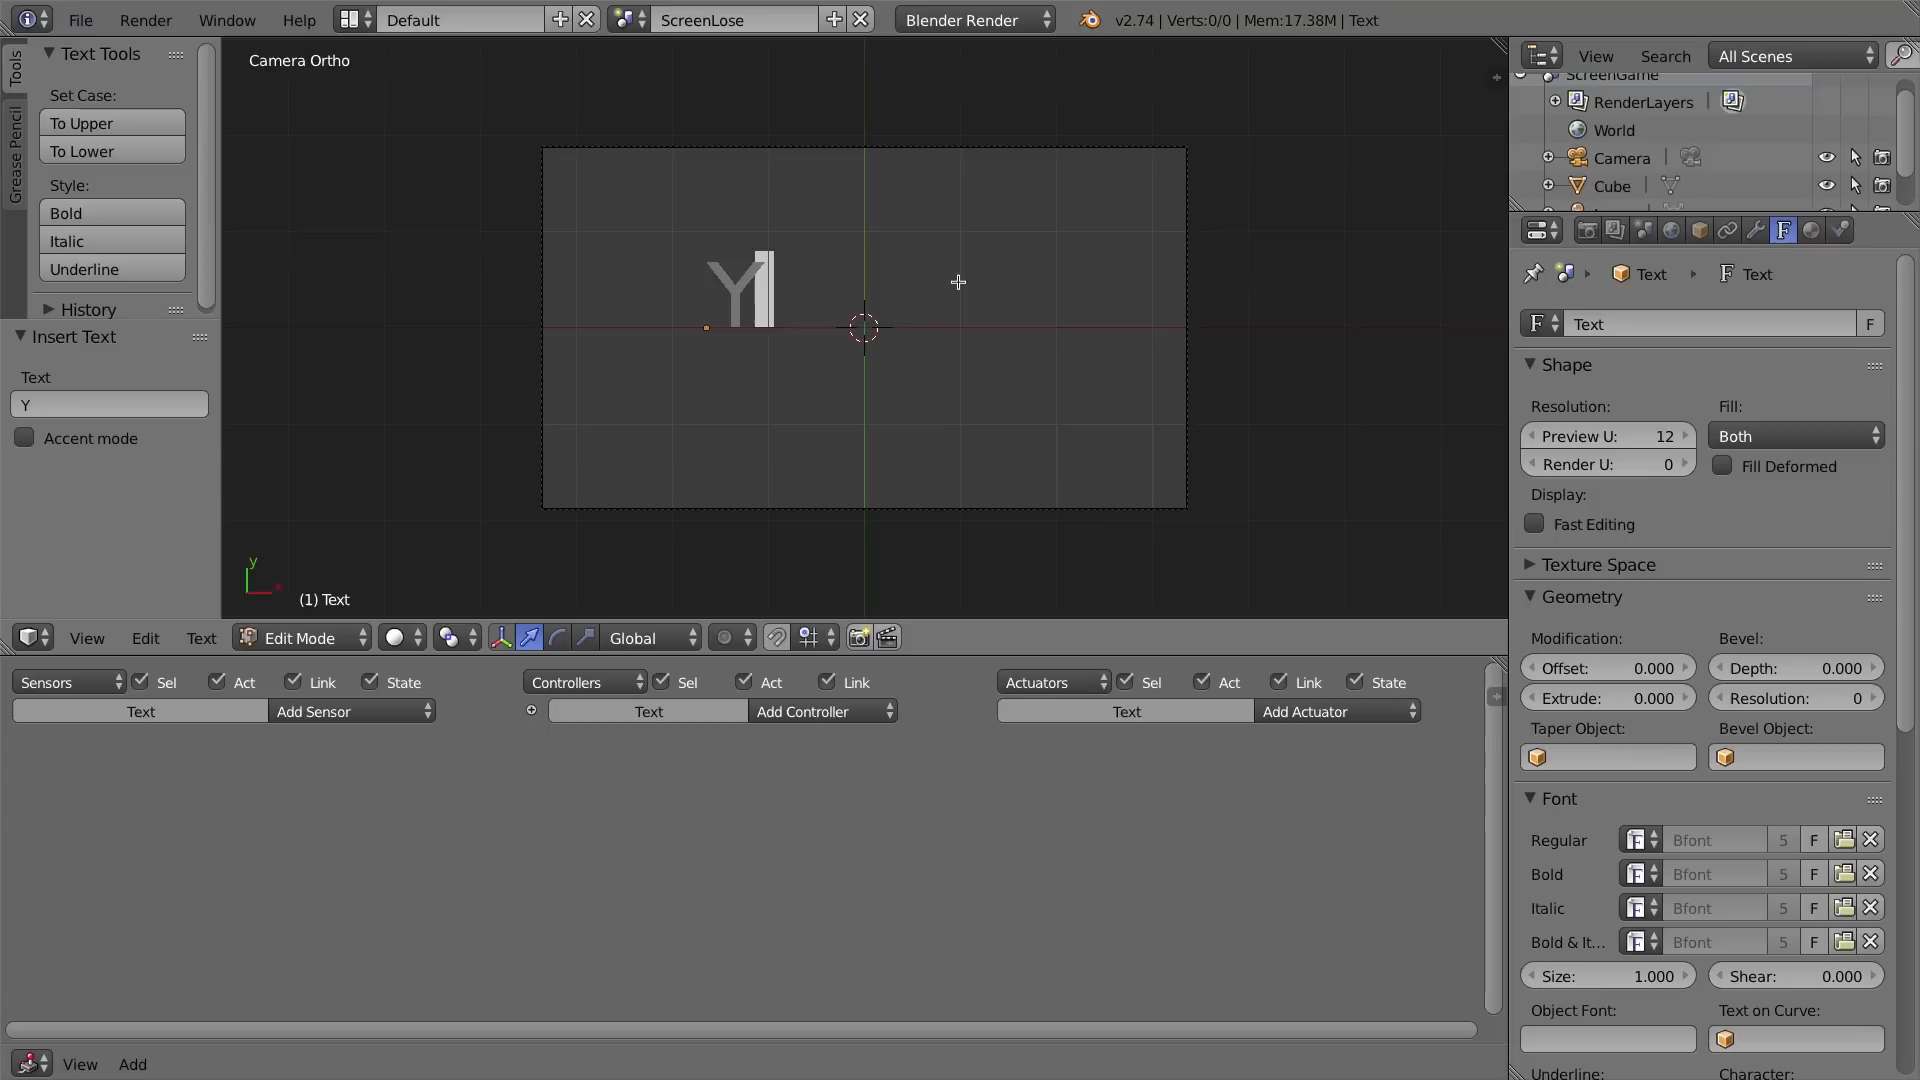 File Render Window Help Default ScreenLose Blender Render v2.74 | Verts:0/0 | Mem:17.38M | Text
Tools
Grease Pencil
Text Tools
Set Case:
To Upper
To Lower
Style:
Bold
Italic
Underline
History
Insert Text
Text
Y
Accent mode
Camera Ortho
Y
y
(1) Text
View Edit Text Edit Mode Global
Sensors Sel Act Link State
Text Add Sensor
Controllers Sel Act Link
Text Add Controller
Actuators Sel Act Link State
Text Add Actuator
View Add
View Search All Scenes
ScreenGame
RenderLayers
World
Camera
Cube
Text Text
Text F
Shape
Resolution: Fill:
Preview U: 12 Both
Render U: 0 Fill Deformed
Display:
Fast Editing
Texture Space
Geometry
Modification: Bevel:
Offset: 0.000 Depth: 0.000
Extrude: 0.000 Resolution: 0
Taper Object: Bevel Object:
Font
Regular Bfont 5 F
Bold Bfont 5 F
Italic Bfont 5 F
Bold & It... Bfont 5 F
Size: 1.000 Shear: 0.000
Object Font: Text on Curve:
Underline: Character: